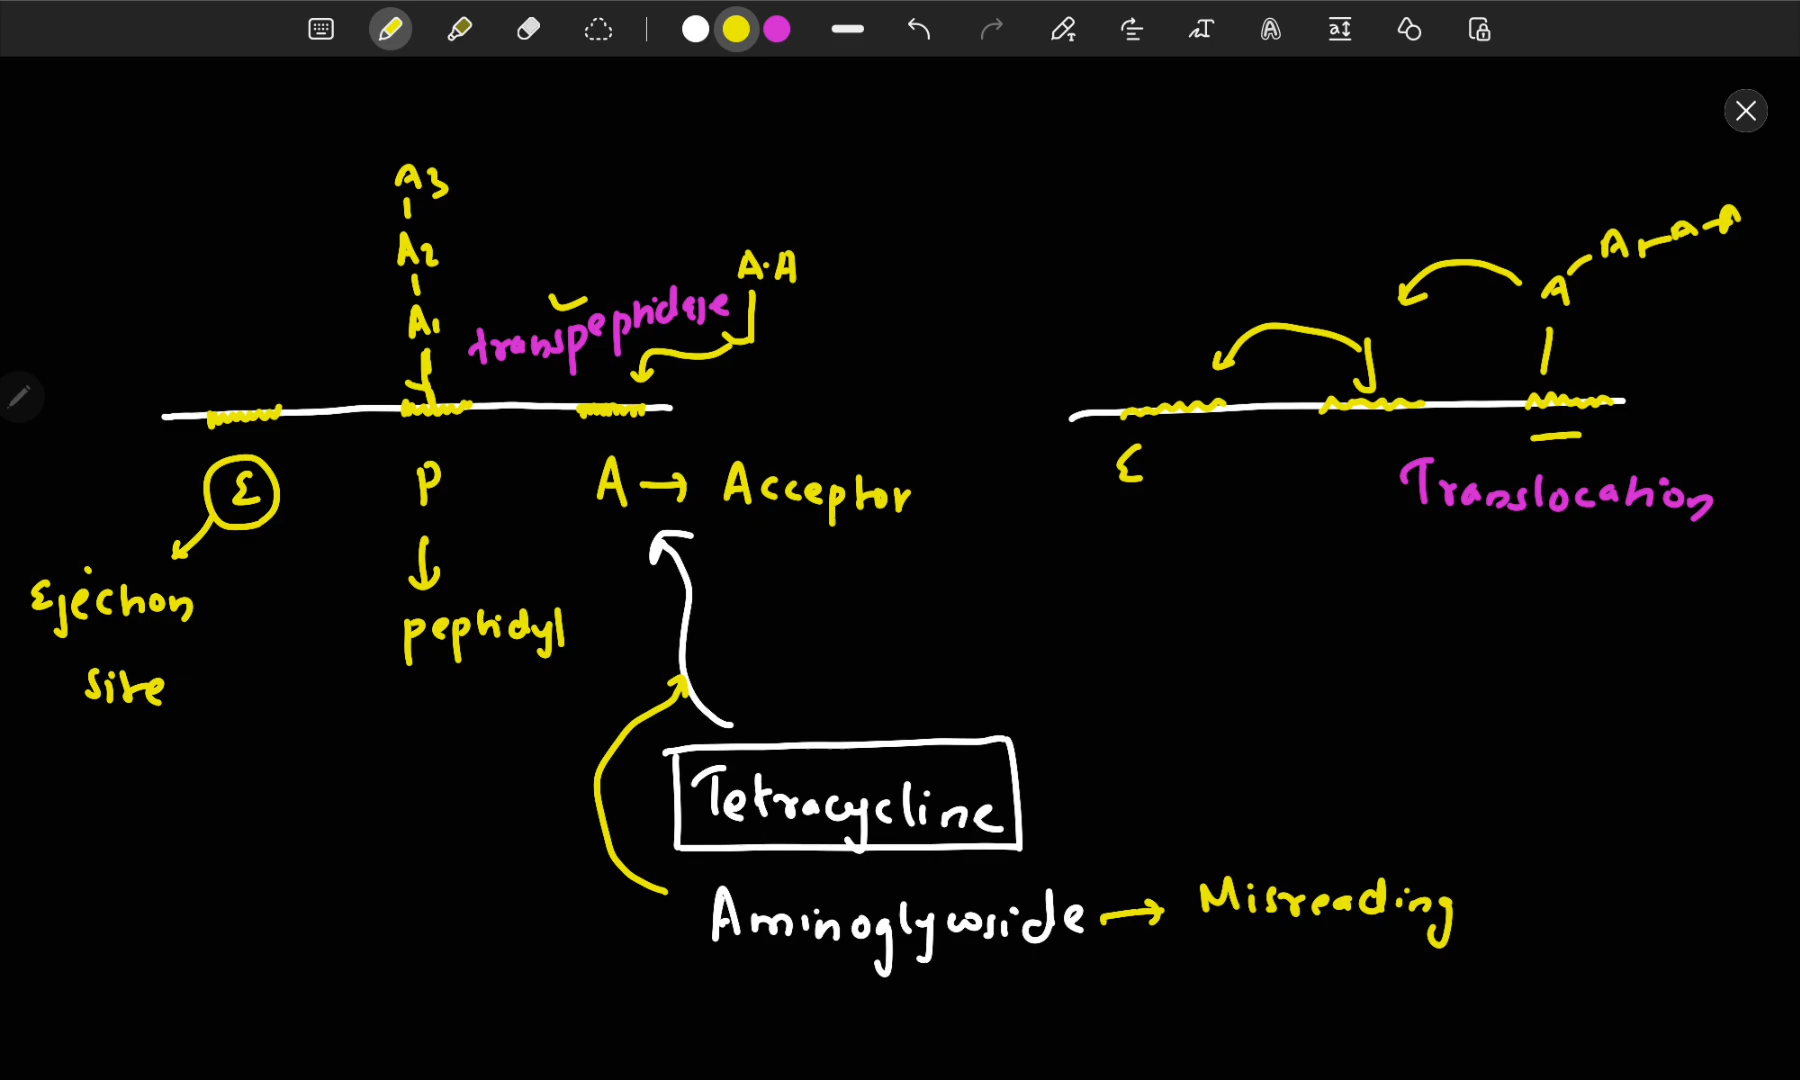 A3
A2
A1
A.A
transpeptidase
E
P
A → Acceptor
Ejection
site
peptidyl
A
A
A
A
E
Translocation
Tetracycline
Aminoglycoside → Misreading